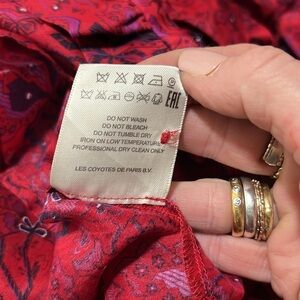 EAC
DO NOT WASH
DO NOT BLEACH
DO NOT TUMBLE DRY
IRON ON LOW TEMPERATURE
PROFESSIONAL DRY CLEAN ONLY
LES COYOTES DE PARIS B.V.